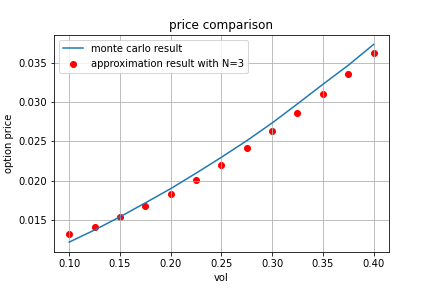 price comparison
monte carlo result
approximation result with N=3
option price
0.035
0.030
0.025
0.020
0.015
0.10
0.15
0.20
0.25
0.30
0.35
0.40
vol